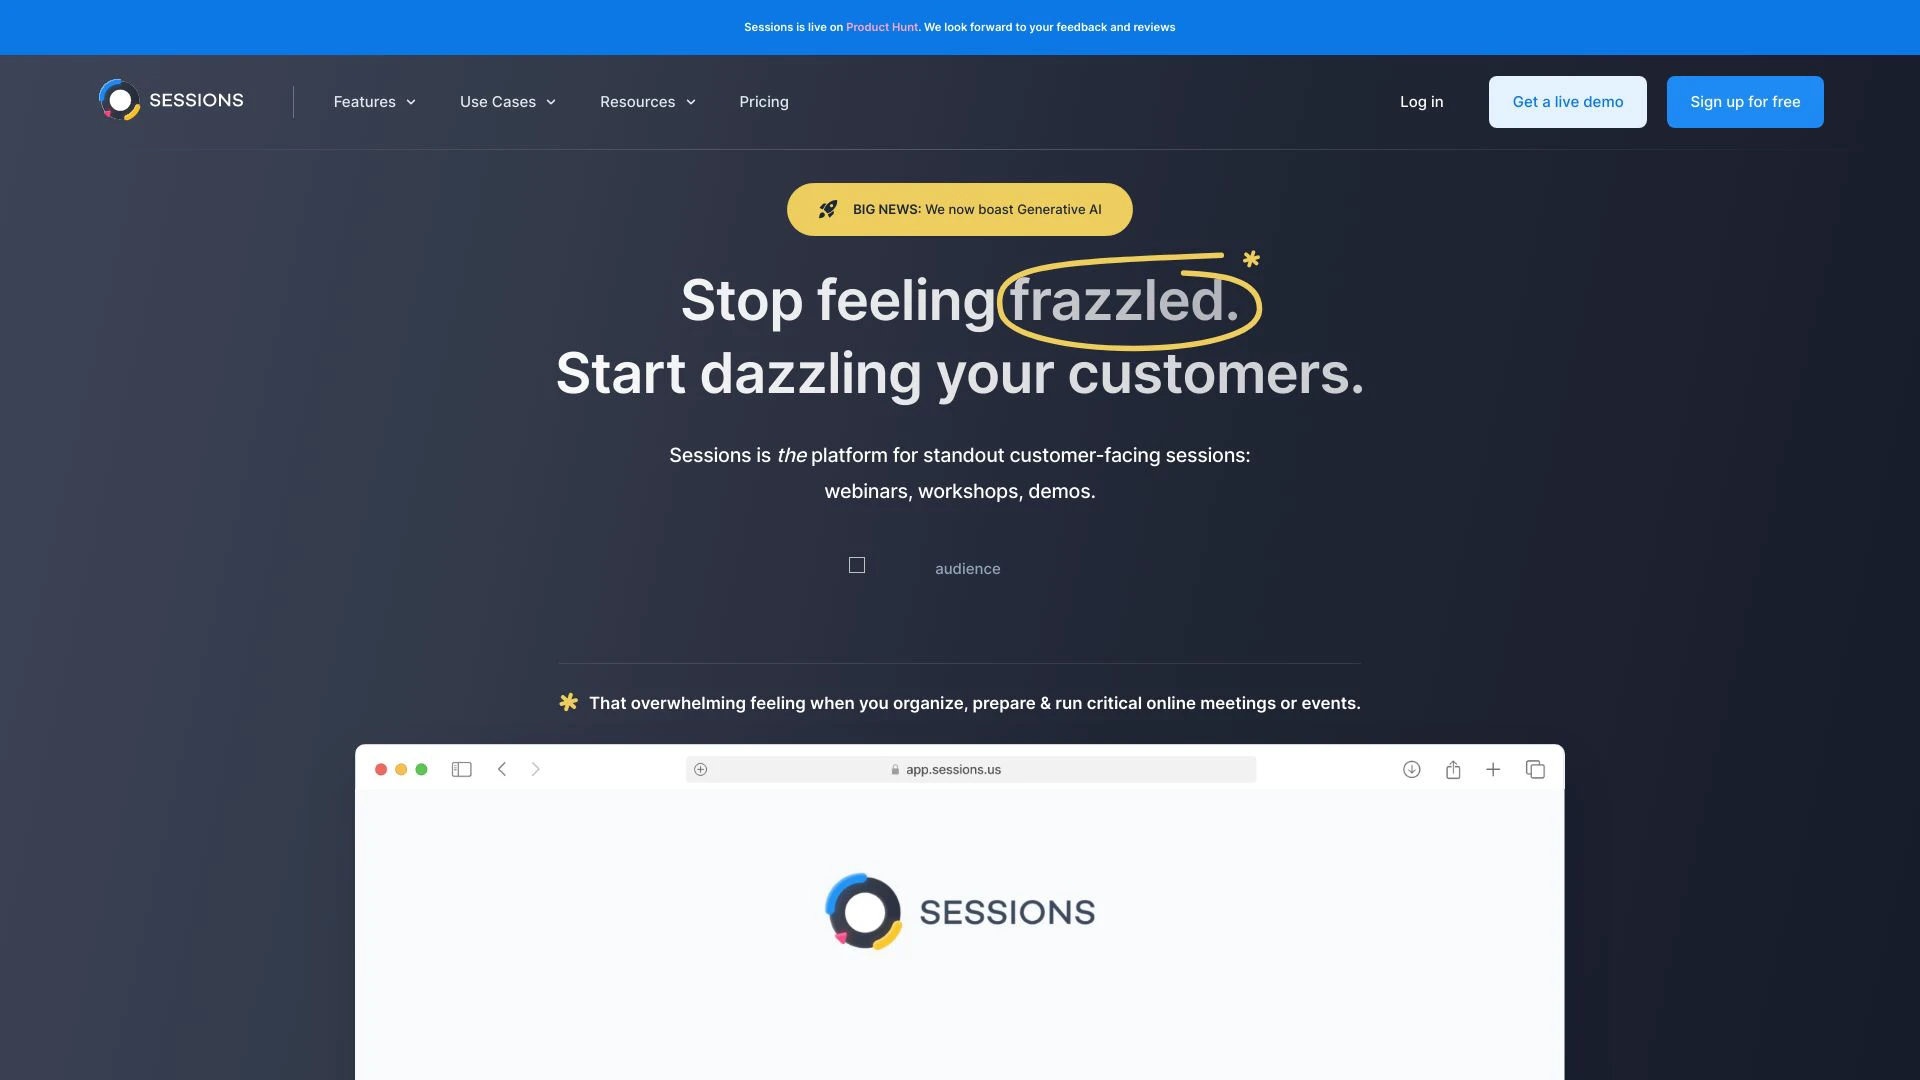 Sessions is live on Product Hunt. We look forward to your feedback and reviews
SESSIONS
Features
Use Cases
Resources
Pricing
Log in
Get a live demo
Sign up for free
BIG NEWS: We now boast Generative AI
Stop feeling frazzled. *
Start dazzling your customers.
Sessions is the platform for standout customer-facing sessions:
webinars, workshops, demos.
audience
* That overwhelming feeling when you organize, prepare & run critical online meetings or events.
app.sessions.us
SESSIONS